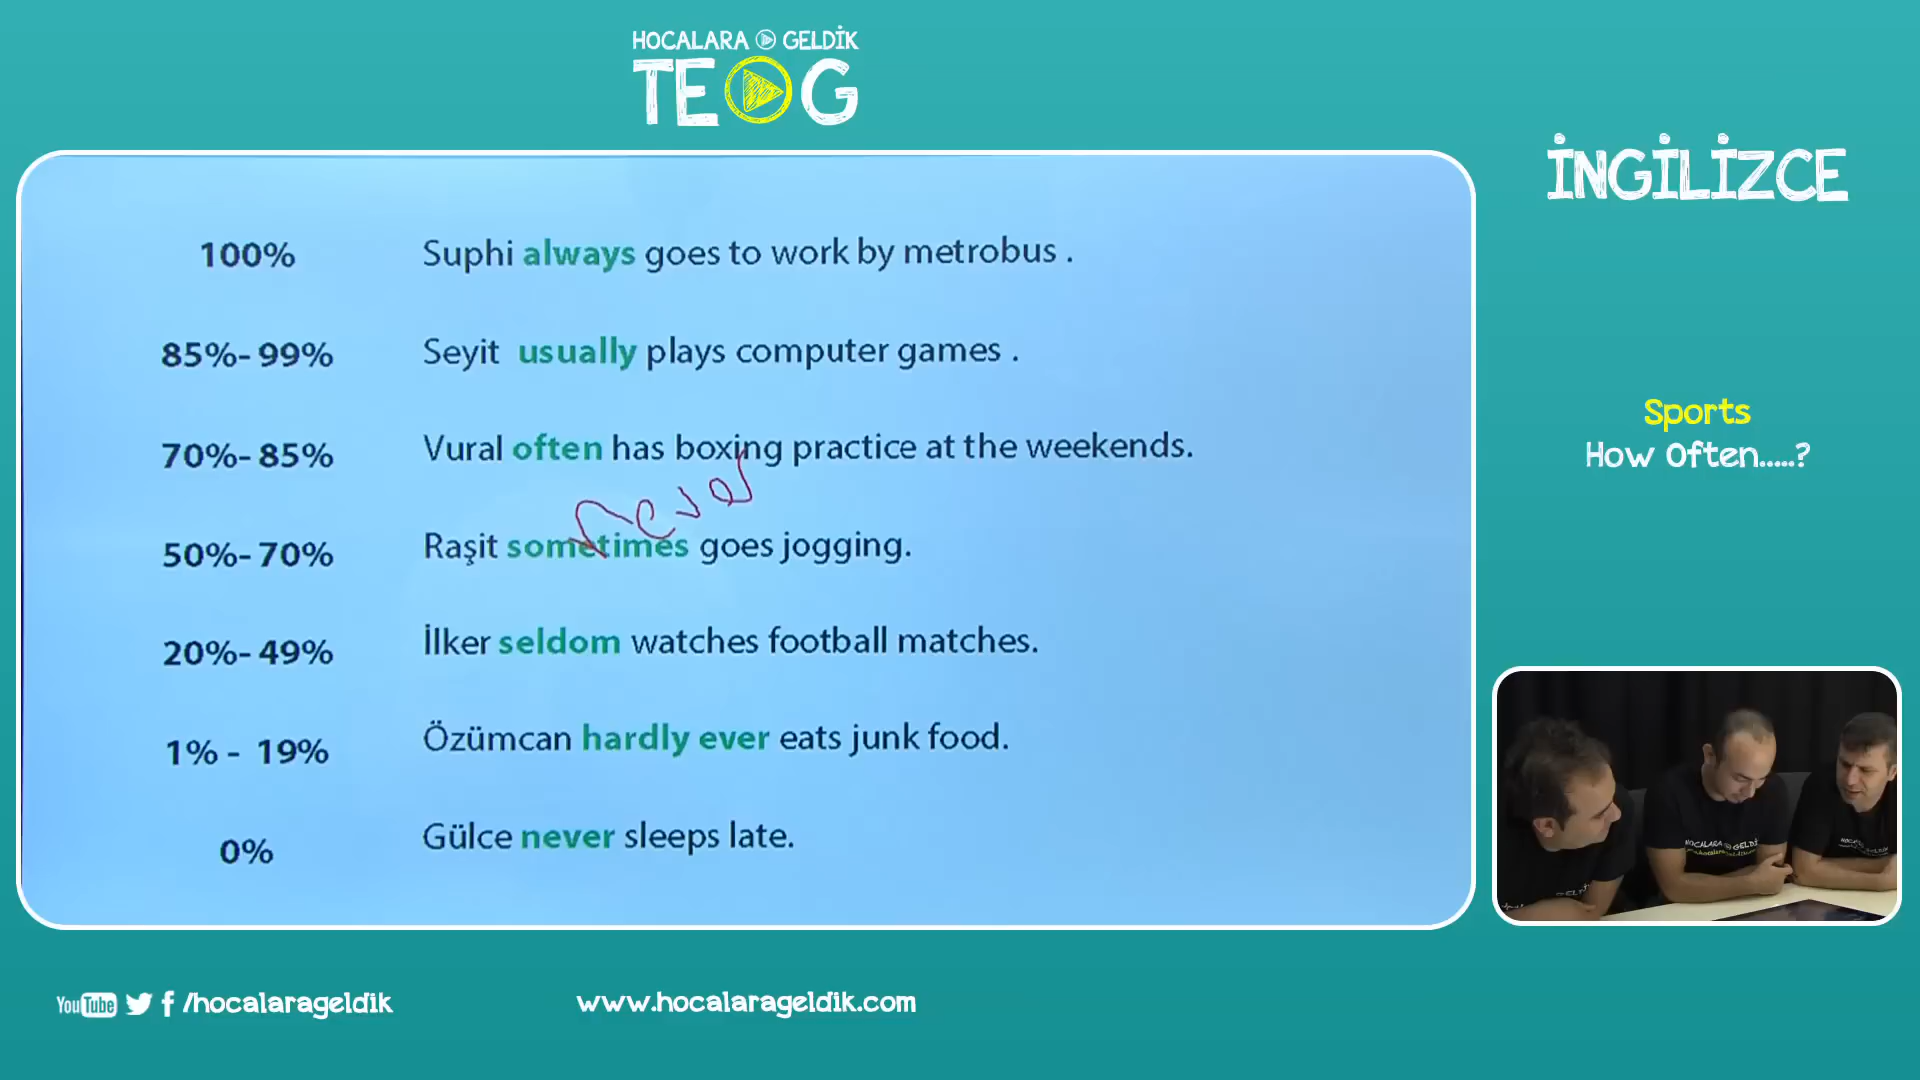 HOCALARA GELDİK
TEOG
İNGİLİZCE
100% Suphi always goes to work by metrobus .
85%- 99% Seyit usually plays computer games .
70%- 85% Vural often has boxing practice at the weekends.
never
50%- 70% Raşit sometimes goes jogging.
20%- 49% İlker seldom watches football matches.
1% - 19% Özümcan hardly ever eats junk food.
0% Gülce never sleeps late.
Sports
How Often.....?
HOCALARA GELDİK
YouTube /hocalarageldik
www.hocalarageldik.com